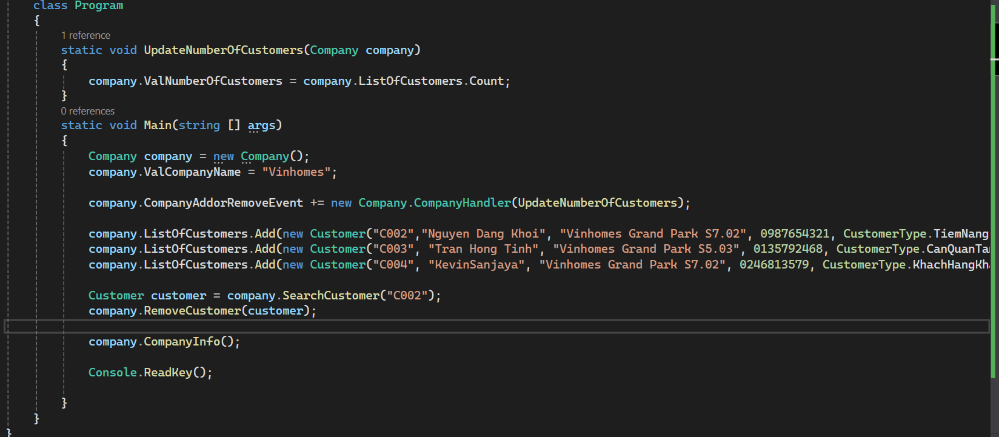 class Program
{
1 reference
static void UpdateNumberOfCustomers(Company company)
{
company.ValNumberOfCustomers = company.ListOfCustomers.Count;
}
0 references
static void Main(string [] args)
{
Company company = new Company();
company.ValCompanyName = "Vinhomes";
company.CompanyAddorRemoveEvent += new Company.CompanyHandler(UpdateNumberOfCustomers);
company.ListOfCustomers.Add(new Customer("C002","Nguyen Dang Khoi", "Vinhomes Grand Park S7.02", 0987654321, CustomerType.TiemNang
company.ListOfCustomers.Add(new Customer("C003", "Tran Hong Tinh", "Vinhomes Grand Park S5.03", 0135792468, CustomerType.CanQuanTa
company.ListOfCustomers.Add(new Customer("C004", "KevinSanjaya", "Vinhomes Grand Park S7.02", 0246813579, CustomerType.KhachHangKh
Customer customer = company.SearchCustomer("C002");
company.RemoveCustomer(customer);
company.CompanyInfo();
Console.ReadKey();
}
}
}